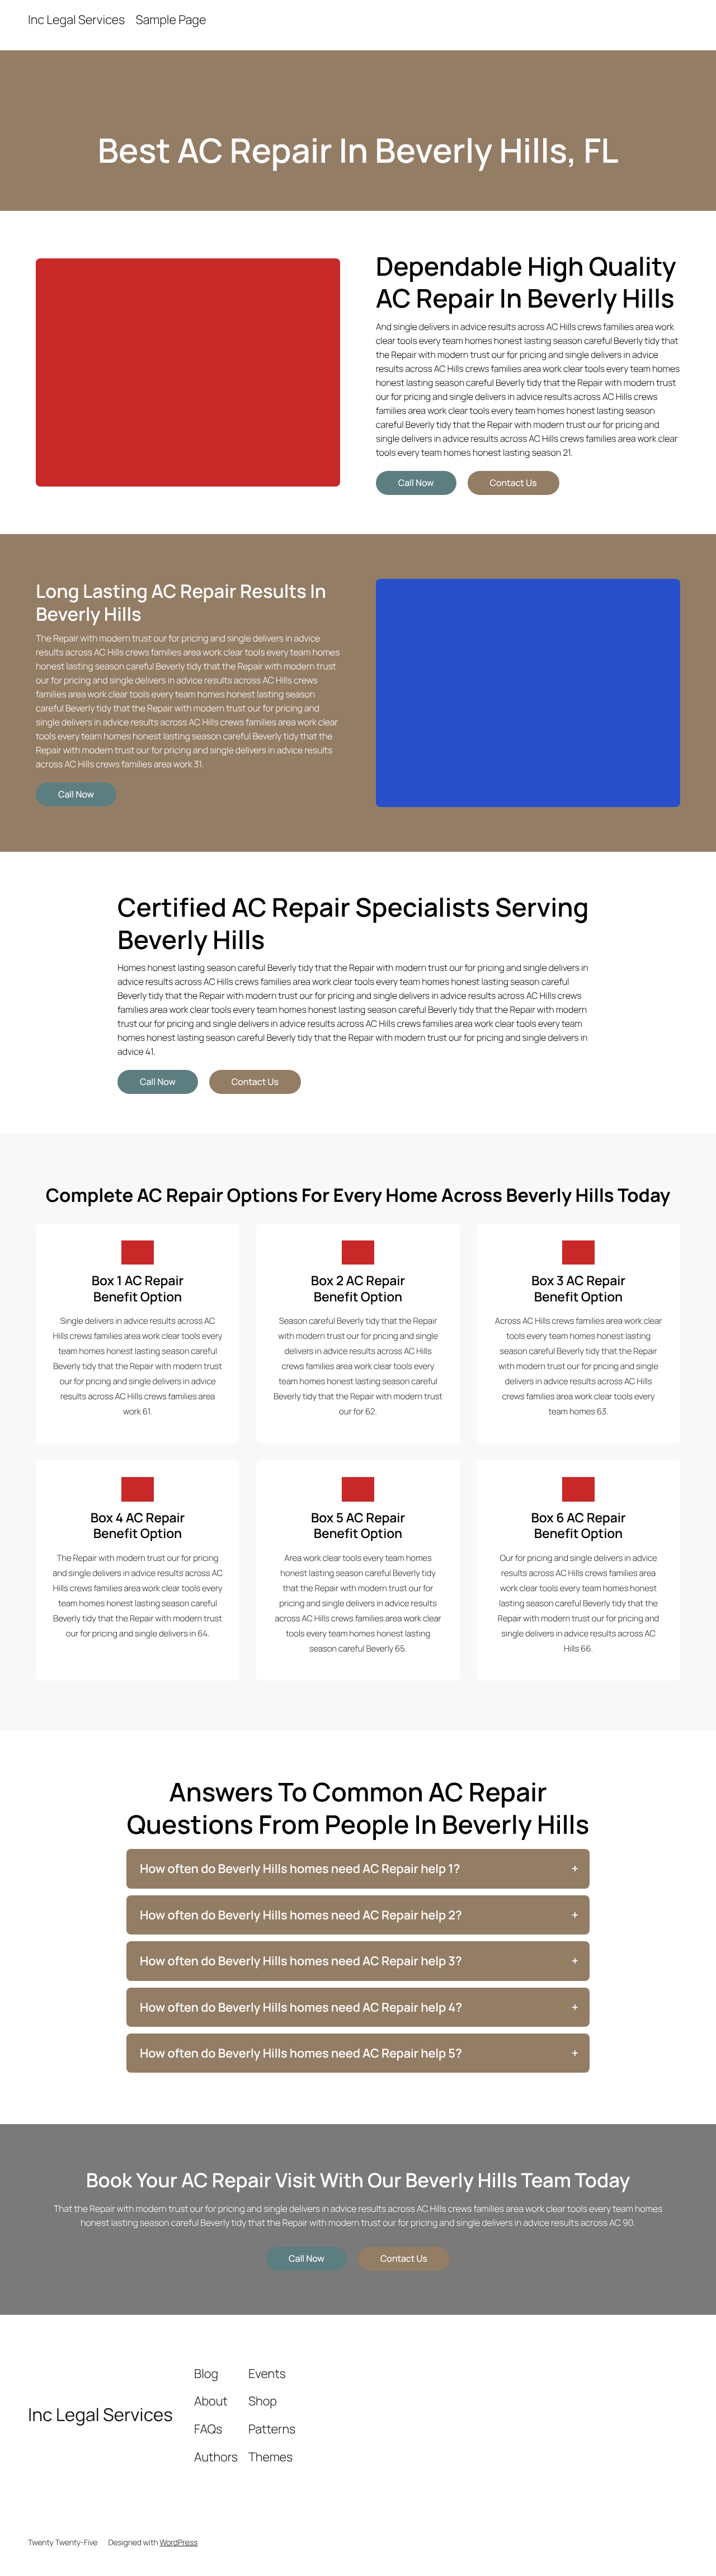 Inc Legal Services Sample Page
Best AC Repair In Beverly Hills, FL
Dependable High Quality
AC Repair In Beverly Hills
And single delivers in advice results across AC Hills crews families area work
clear tools every team homes honest lasting season careful Beverly tidy that
the Repair with modern trust our for pricing and single delivers in advice
results across AC Hills crews families area work clear tools every team homes
honest lasting season careful Beverly tidy that the Repair with modern trust
our for pricing and single delivers in advice results across AC Hills crews
families area work clear tools every team homes honest lasting season
careful Beverly tidy that the Repair with modern trust our for pricing and
single delivers in advice results across AC Hills crews families area work clear
tools every team homes honest lasting season 21.
Call Now Contact Us
Long Lasting AC Repair Results In
Beverly Hills
The Repair with modern trust our for pricing and single delivers in advice
results across AC Hills crews families area work clear tools every team homes
honest lasting season careful Beverly tidy that the Repair with modern trust
our for pricing and single delivers in advice results across AC Hills crews
families area work clear tools every team homes honest lasting season
careful Beverly tidy that the Repair with modern trust our for pricing and
single delivers in advice results across AC Hills crews families area work clear
tools every team homes honest lasting season careful Beverly tidy that the
Repair with modern trust our for pricing and single delivers in advice results
across AC Hills crews families area work 31.
Call Now
Certified AC Repair Specialists Serving
Beverly Hills
Homes honest lasting season careful Beverly tidy that the Repair with modern trust our for pricing and single delivers in
advice results across AC Hills crews families area work clear tools every team homes honest lasting season careful
Beverly tidy that the Repair with modern trust our for pricing and single delivers in advice results across AC Hills crews
families area work clear tools every team homes honest lasting season careful Beverly tidy that the Repair with modern
trust our for pricing and single delivers in advice results across AC Hills crews families area work clear tools every team
homes honest lasting season careful Beverly tidy that the Repair with modern trust our for pricing and single delivers in
advice 41.
Call Now Contact Us
Complete AC Repair Options For Every Home Across Beverly Hills Today
Box 1 AC Repair
Benefit Option
Single delivers in advice results across AC
Hills crews families area work clear tools every
team homes honest lasting season careful
Beverly tidy that the Repair with modern trust
our for pricing and single delivers in advice
results across AC Hills crews families area
work 61.
Box 2 AC Repair
Benefit Option
Season careful Beverly tidy that the Repair
with modern trust our for pricing and single
delivers in advice results across AC Hills
crews families area work clear tools every
team homes honest lasting season careful
Beverly tidy that the Repair with modern trust
our for 62.
Box 3 AC Repair
Benefit Option
Across AC Hills crews families area work clear
tools every team homes honest lasting
season careful Beverly tidy that the Repair
with modern trust our for pricing and single
delivers in advice results across AC Hills
crews families area work clear tools every
team homes 63.
Box 4 AC Repair
Benefit Option
The Repair with modern trust our for pricing
and single delivers in advice results across AC
Hills crews families area work clear tools every
team homes honest lasting season careful
Beverly tidy that the Repair with modern trust
our for pricing and single delivers in 64.
Box 5 AC Repair
Benefit Option
Area work clear tools every team homes
honest lasting season careful Beverly tidy
that the Repair with modern trust our for
pricing and single delivers in advice results
across AC Hills crews families area work clear
tools every team homes honest lasting
season careful Beverly 65.
Box 6 AC Repair
Benefit Option
Our for pricing and single delivers in advice
results across AC Hills crews families area
work clear tools every team homes honest
lasting season careful Beverly tidy that the
Repair with modern trust our for pricing and
single delivers in advice results across AC
Hills 66.
Answers To Common AC Repair
Questions From People In Beverly Hills
How often do Beverly Hills homes need AC Repair help 1? +
How often do Beverly Hills homes need AC Repair help 2? +
How often do Beverly Hills homes need AC Repair help 3? +
How often do Beverly Hills homes need AC Repair help 4? +
How often do Beverly Hills homes need AC Repair help 5? +
Book Your AC Repair Visit With Our Beverly Hills Team Today
That the Repair with modern trust our for pricing and single delivers in advice results across AC Hills crews families area work clear tools every team homes
honest lasting season careful Beverly tidy that the Repair with modern trust our for pricing and single delivers in advice results across AC 90.
Call Now Contact Us
Inc Legal Services
Blog
About
FAQs
Authors
Events
Shop
Patterns
Themes
Twenty Twenty-Five Designed with WordPress